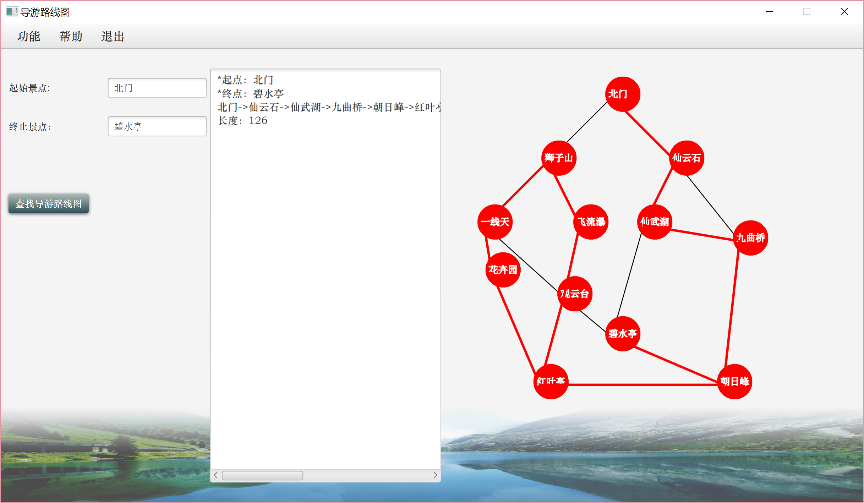 导游路线图
功能 帮助 退出
起始景点: 北门
终止景点: 碧水亭
查找导游路线图
*起点: 北门
*终点: 碧水亭
北门->仙云石->仙武湖->九曲桥->朝日峰->红叶亭
长度: 126
北门
狮子山
仙云石
一线天
飞流瀑
仙武湖
九曲桥
花卉园
观云台
碧水亭
红叶亭
朝日峰